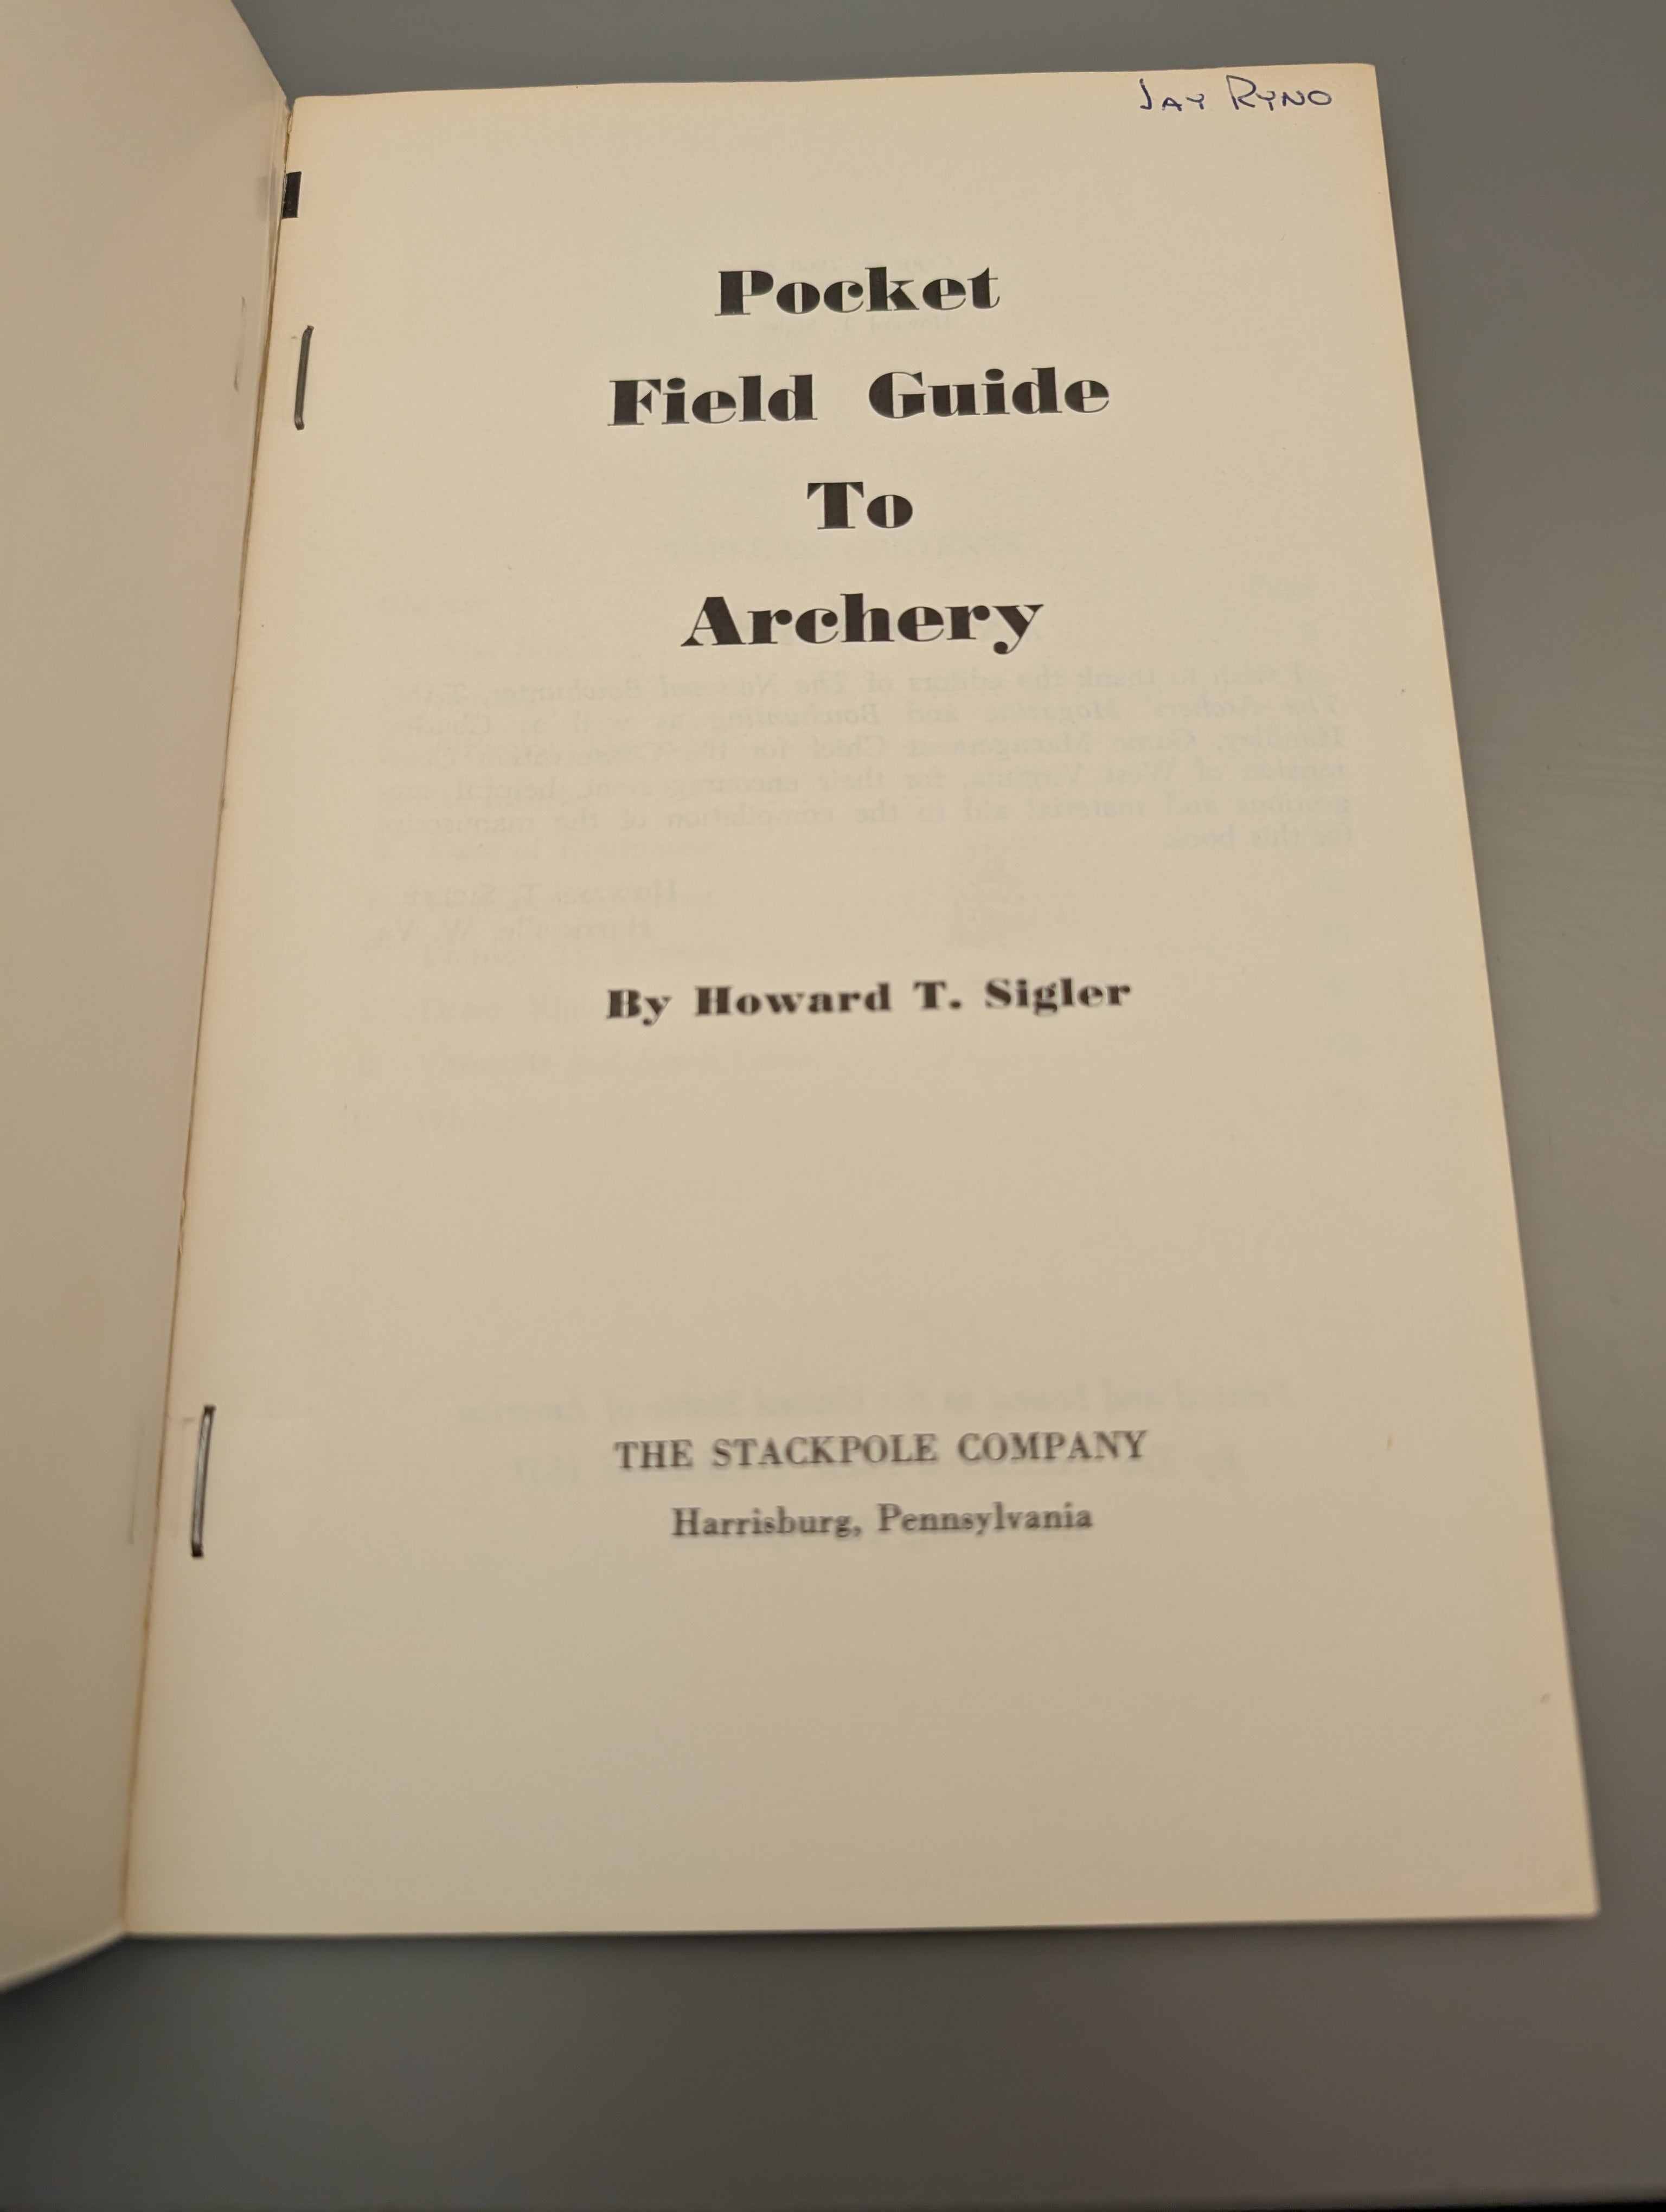 JAY RYNO
Pocket
Field Guide
To
Archery
By Howard T. Sigler
THE STACKPOLE COMPANY
Harrisburg, Pennsylvania